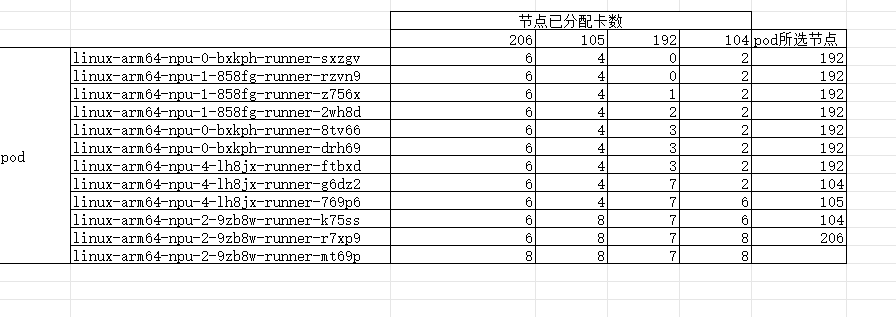 节点已分配卡数
206 105 192 104 pod所选节点
pod
linux-arm64-npu-0-bxkph-runner-sxzgv 6 4 0 2 192
linux-arm64-npu-1-858fg-runner-rzvn9 6 4 0 2 192
linux-arm64-npu-1-858fg-runner-z756x 6 4 1 2 192
linux-arm64-npu-1-858fg-runner-2wh8d 6 4 2 2 192
linux-arm64-npu-0-bxkph-runner-8tv66 6 4 3 2 192
linux-arm64-npu-0-bxkph-runner-drh69 6 4 3 2 192
linux-arm64-npu-4-lh8jx-runner-ftbxd 6 4 3 2 192
linux-arm64-npu-4-lh8jx-runner-g6dz2 6 4 7 2 104
linux-arm64-npu-4-lh8jx-runner-769p6 6 4 7 6 105
linux-arm64-npu-2-9zb8w-runner-k75ss 6 8 7 6 104
linux-arm64-npu-2-9zb8w-runner-r7xp9 6 8 7 8 206
linux-arm64-npu-2-9zb8w-runner-mt69p 8 8 7 8